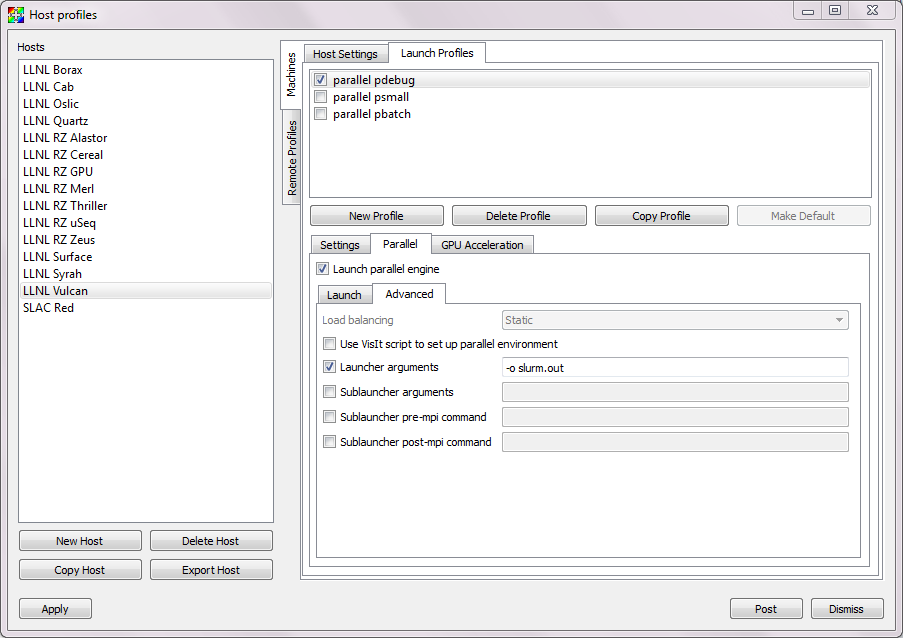 Host profiles
Hosts
LLNL Borax
LLNL Cab
LLNL Oslic
LLNL Quartz
LLNL RZ Alastor
LLNL RZ Cereal
LLNL RZ GPU
LLNL RZ Merl
LLNL RZ Thriller
LLNL RZ uSeq
LLNL RZ Zeus
LLNL Surface
LLNL Syrah
LLNL Vulcan
SLAC Red
New Host Delete Host
Copy Host Export Host
Machines
Remote Profiles
Host Settings Launch Profiles
parallel pdebug
parallel psmall
parallel pbatch
New Profile Delete Profile Copy Profile Make Default
Settings Parallel GPU Acceleration
Launch parallel engine
Launch Advanced
Load balancing Static
Use VisIt script to set up parallel environment
Launcher arguments -o slurm.out
Sublauncher arguments
Sublauncher pre-mpi command
Sublauncher post-mpi command
Apply Post Dismiss